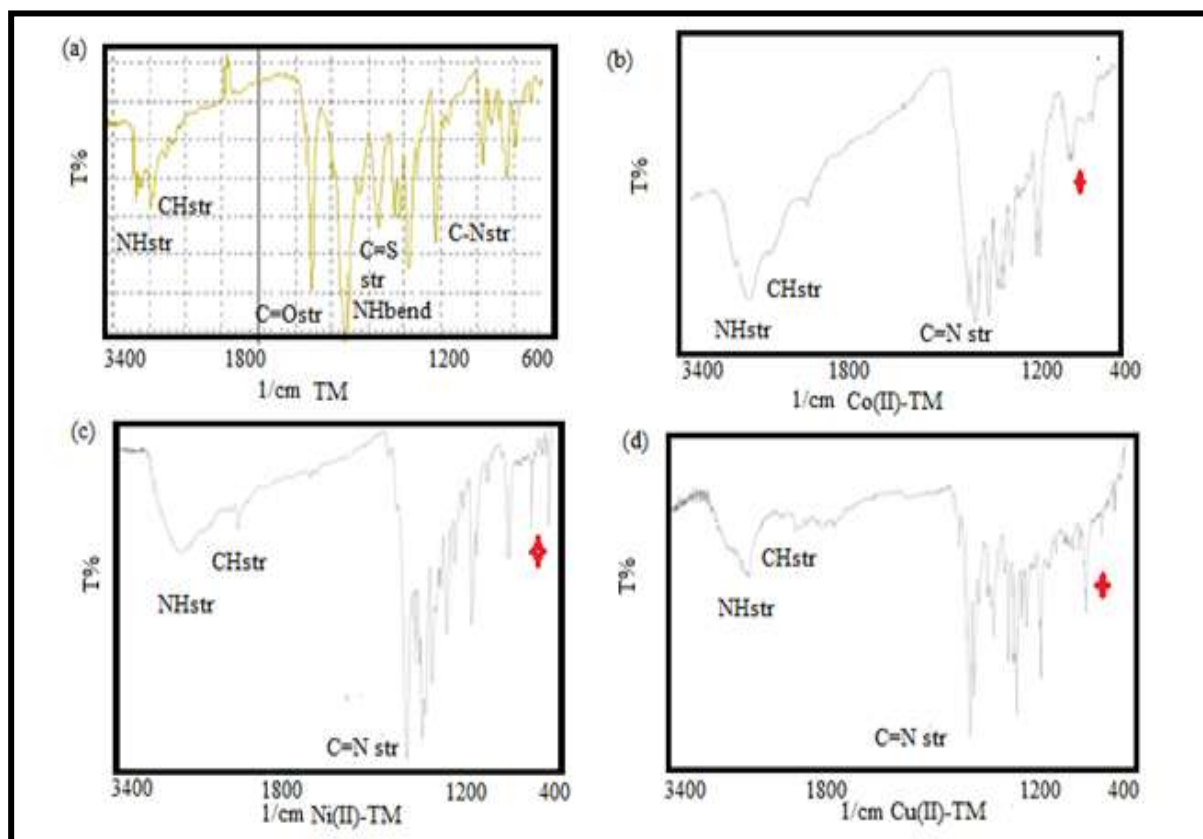 (a)
T%
CHstr
NHstr
C=Ostr
C=S
str
NHbend
C-Nstr
3400 1800 1200 600
1/cm TM
(b)
T%
CHstr
NHstr
C=N str
3400 1800 1200 400
1/cm Co(II)-TM
(c)
T%
CHstr
NHstr
C=N str
3400 1800 1200 400
1/cm Ni(II)-TM
(d)
T%
CHstr
NHstr
C=N str
3400 1800 1200 400
1/cm Cu(II)-TM